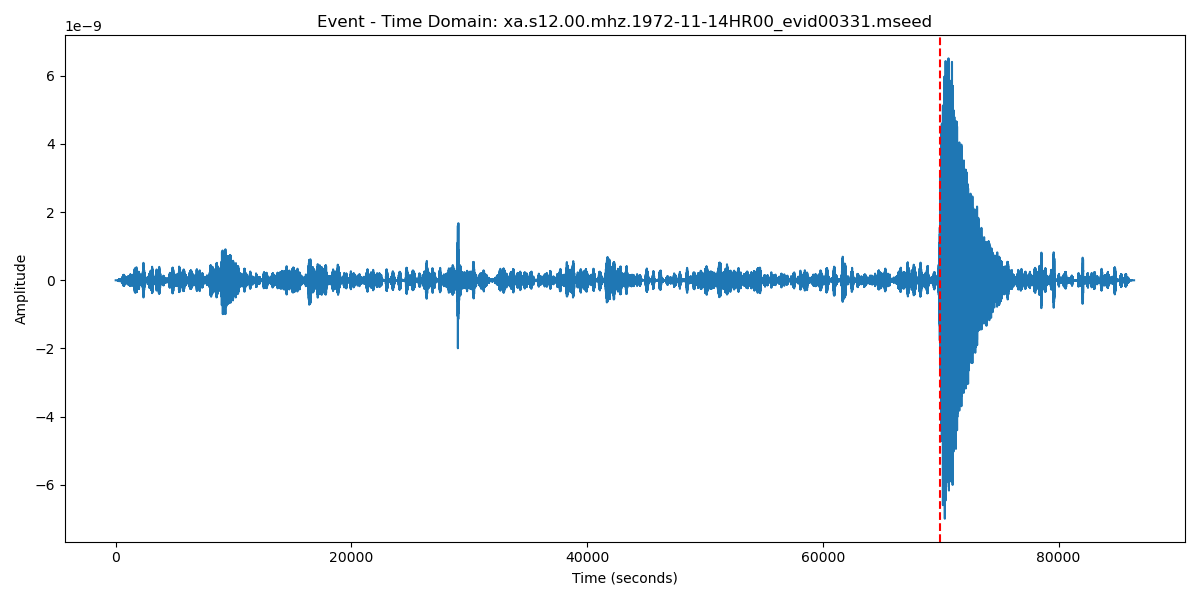 Event - Time Domain: xa.s12.00.mhz.1972-11-14HR00_evid00331.mseed
1e−9
6
4
2
0
−2
−4
−6
Amplitude
0 20000 40000 60000 80000
Time (seconds)